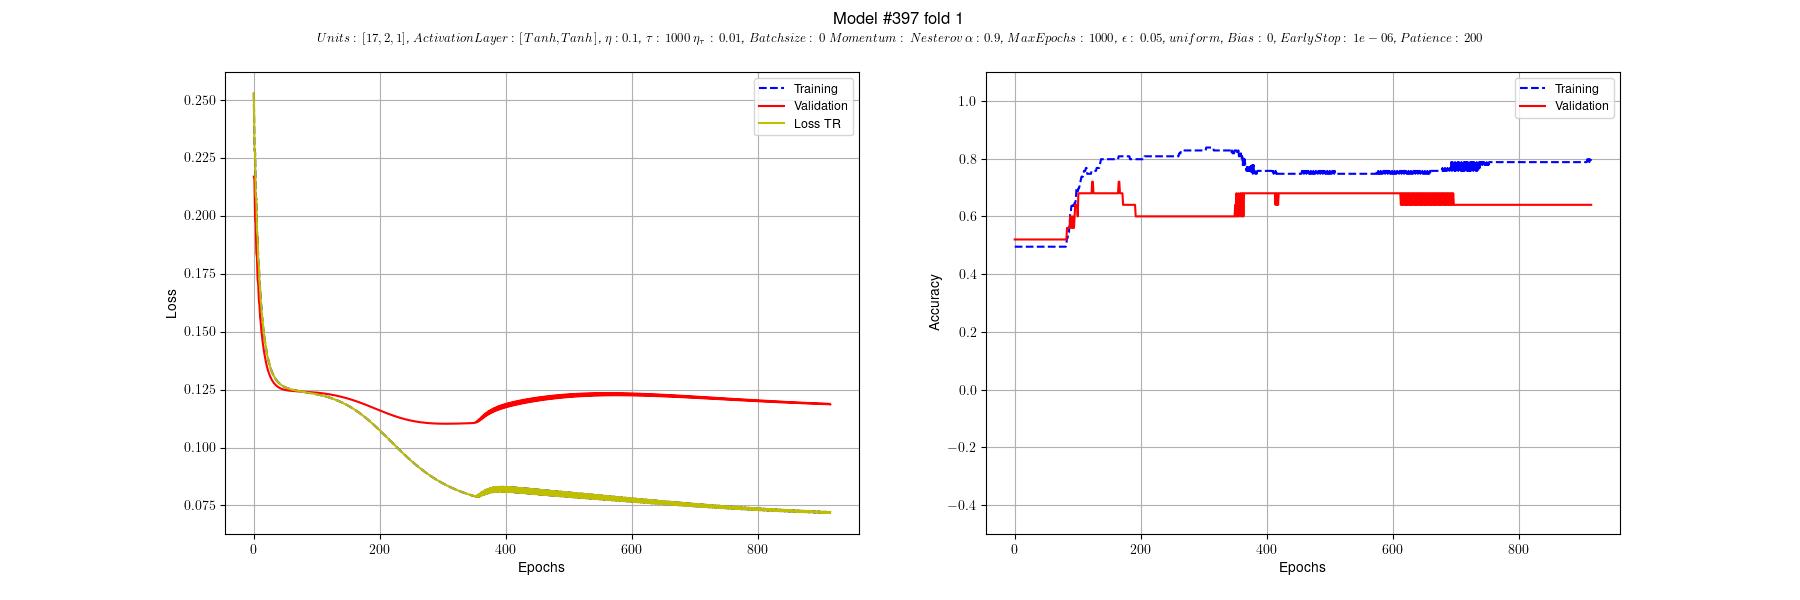 Model #397 fold 1
Units : [17, 2, 1], ActivationLayer : [Tanh, Tanh], η : 0.1, τ : 1000 η_τ : 0.01, Batchsize : 0 Momentum : Nesterov α : 0.9, MaxEpochs : 1000, ϵ : 0.05, uniform, Bias : 0, EarlyStop : 1e − 06, Patience : 200
Training
Validation
Loss TR
0.250
0.225
0.200
0.175
0.150
0.125
0.100
0.075
Loss
0
200
400
600
800
Epochs
Training
Validation
1.0
0.8
0.6
0.4
0.2
0.0
−0.2
−0.4
Accuracy
0
200
400
600
800
Epochs